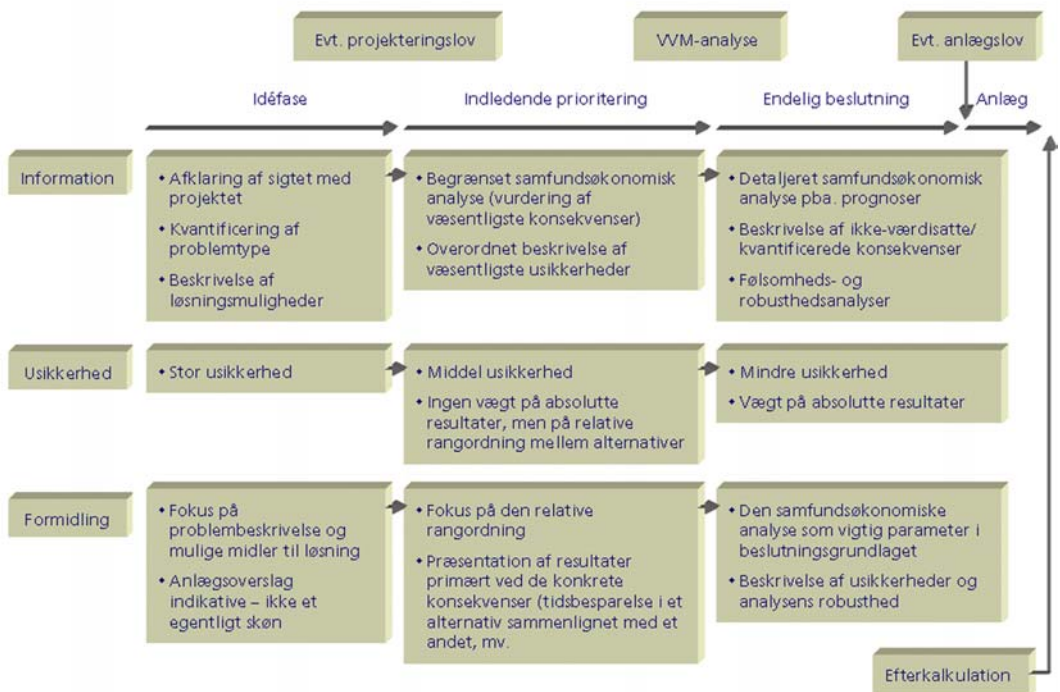 Evt. projekteringslov
VVM-analyse
Evt. anlægslov
Idéfase
Indledende prioritering
Endelig beslutning
Anlæg
Information
• Afklaring af sigtet med
projektet
• Kvantificering af
problemtype
• Beskrivelse af
løsningsmuligheder
• Begrænset samfundsøkonomisk
analyse (vurdering af
væsentligste konsekvenser)
• Overordnet beskrivelse af
væsentligste usikkerheder
• Detaljeret samfundsøkonomisk
analyse pba. prognoser
• Beskrivelse af ikke-værdisatte/
kvantificerede konsekvenser
• Følsomheds- og
robusthedsanalyser
Usikkerhed
• Stor usikkerhed
• Middel usikkerhed
• Ingen vægt på absolutte
resultater, men på relative
rangordning mellem alternativer
• Mindre usikkerhed
• Vægt på absolutte resultater
Formidling
• Fokus på
problembeskrivelse og
mulige midler til løsning
• Anlægsoverslag
indikative – ikke et
egentligt skøn
• Fokus på den relative
rangordning
• Præsentation af resultater
primært ved de konkrete
konsekvenser (tidsbesparelse i et
alternativ sammenlignet med et
andet, mv.
• Den samfundsøkonomiske
analyse som vigtig parameter i
beslutningsgrundlaget
• Beskrivelse af usikkerheder og
analysens robusthed
Efterkalkulation